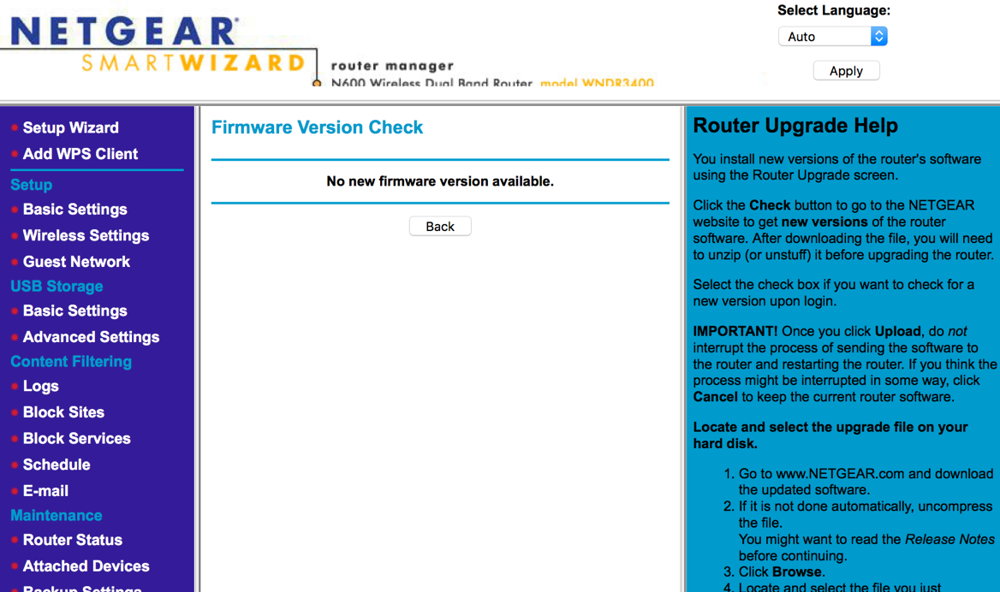 NETGEAR
SMARTWIZARD
router manager
N600 Wireless Dual Band Router model WNDR3400
Select Language:
Auto
Apply
Setup Wizard
Add WPS Client
Setup
Basic Settings
Wireless Settings
Guest Network
USB Storage
Basic Settings
Advanced Settings
Content Filtering
Logs
Block Sites
Block Services
Schedule
E-mail
Maintenance
Router Status
Attached Devices
Backup Settings
Firmware Version Check
No new firmware version available.
Back
Router Upgrade Help
You install new versions of the router's software
using the Router Upgrade screen.
Click the Check button to go to the NETGEAR
website to get new versions of the router
software. After downloading the file, you will need
to unzip (or unstuff) it before upgrading the router.
Select the check box if you want to check for a
new version upon login.
IMPORTANT! Once you click Upload, do not
interrupt the process of sending the software to
the router and restarting the router. If you think the
process might be interrupted in some way, click
Cancel to keep the current router software.
Locate and select the upgrade file on your
hard disk.
1. Go to www.NETGEAR.com and download
the updated software.
2. If it is not done automatically, uncompress
the file.
You might want to read the Release Notes
before continuing.
3. Click Browse.
4. Locate and select the file you just